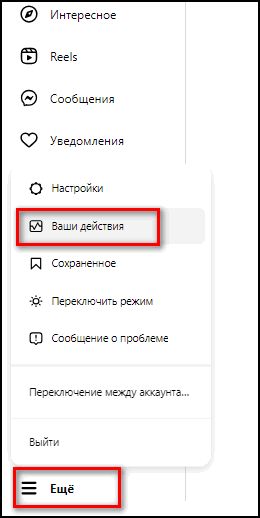 Интересное
Reels
Сообщения
Уведомления
Настройки
Ваши действия
Сохраненное
Переключить режим
Сообщение о проблеме
Переключение между аккаунта...
Выйти
Ещё